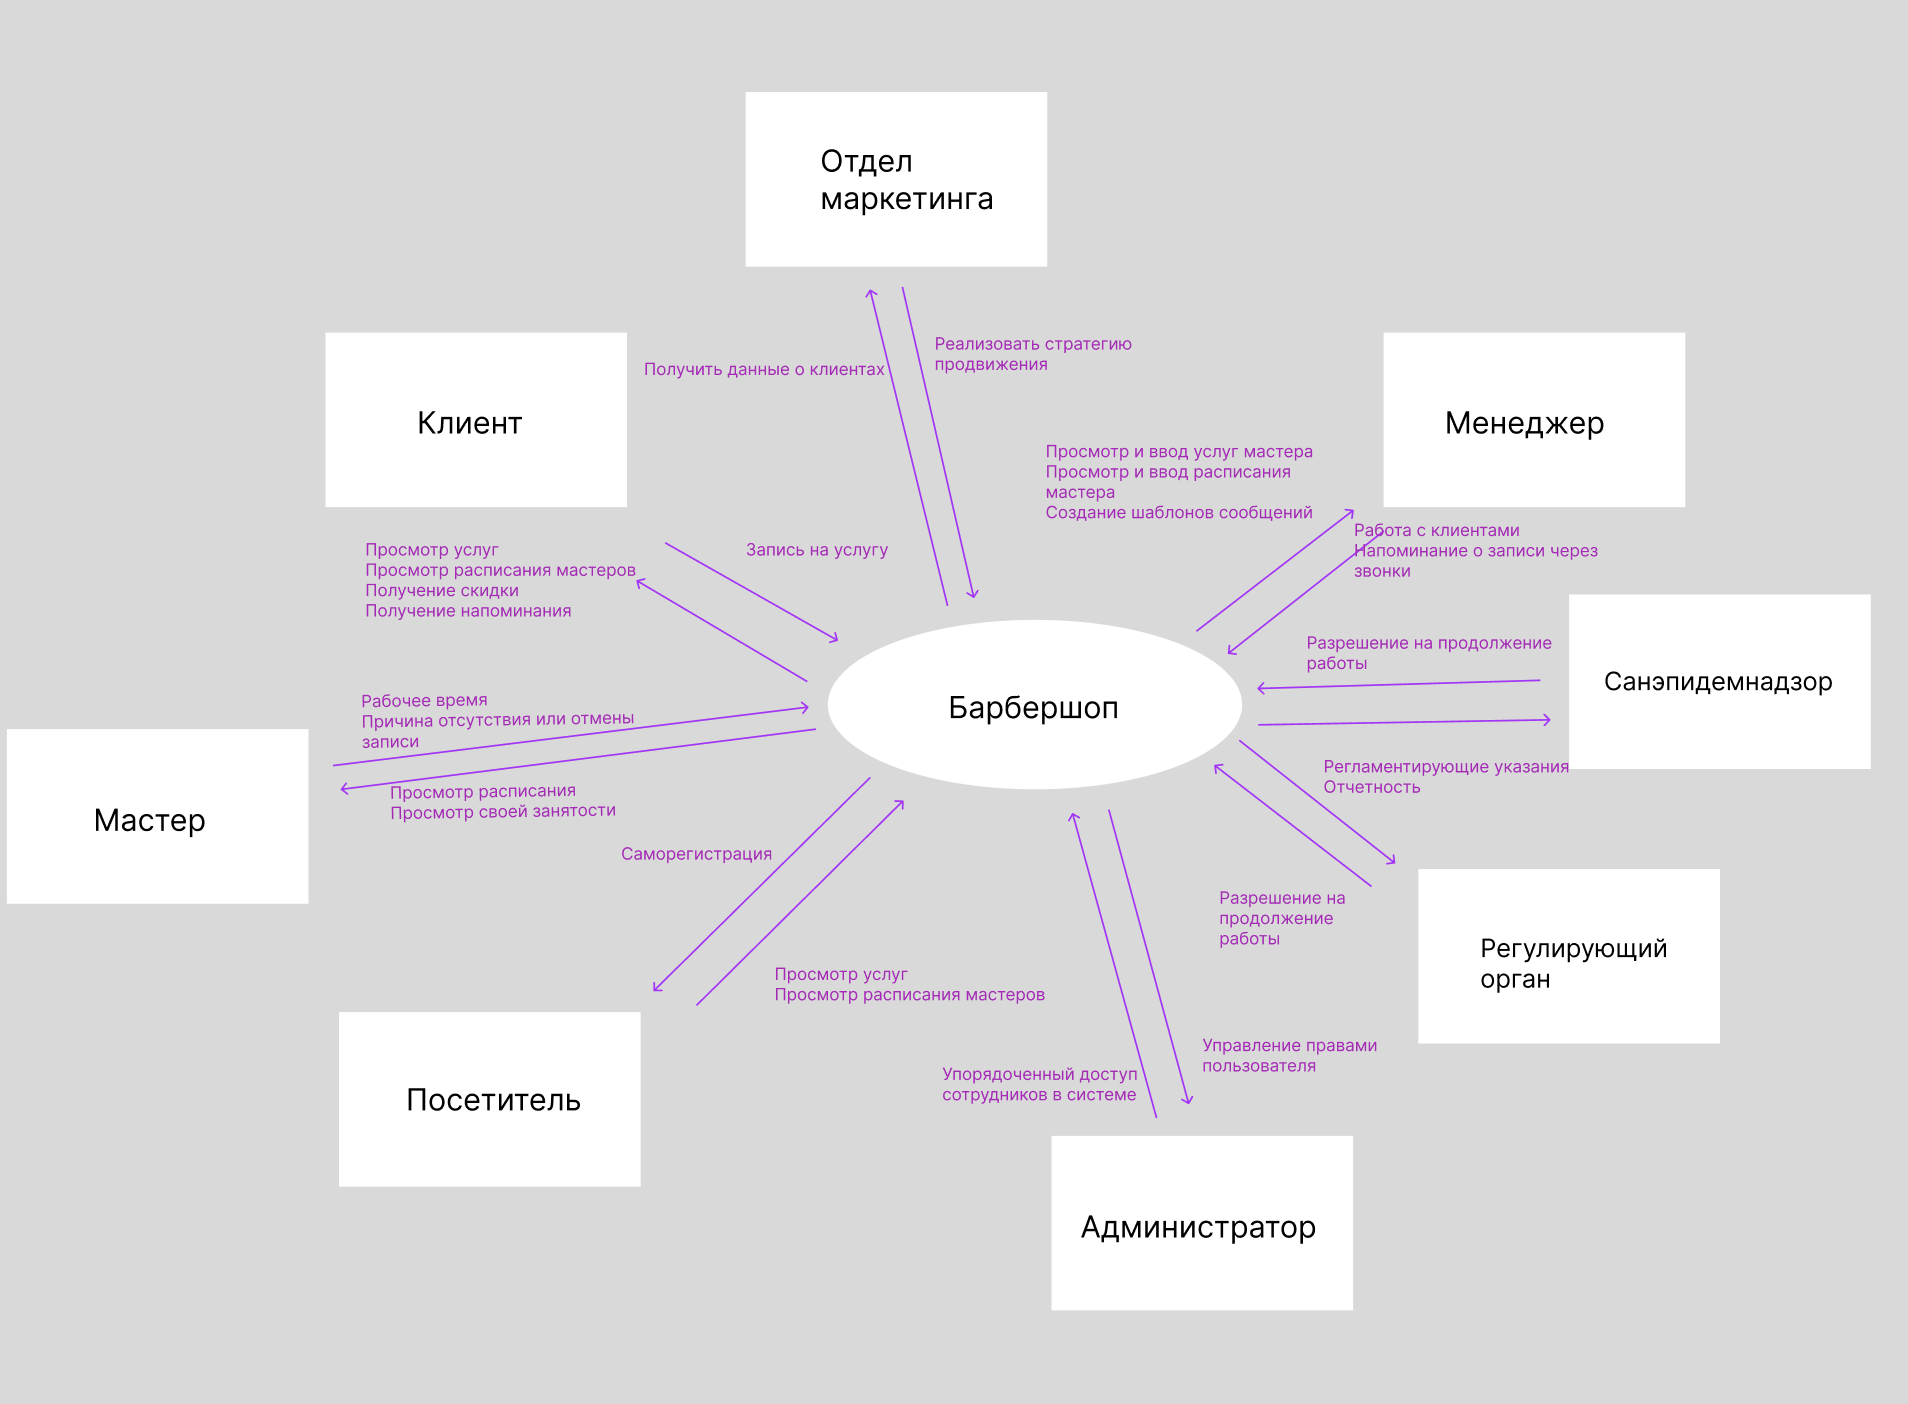 Отдел
маркетинга
Реализовать стратегию
продвижения
Получить данные о клиентах
Клиент
Менеджер
Просмотр и ввод услуг мастера
Просмотр и ввод расписания
мастера
Создание шаблонов сообщений
Работа с клиентами
Напоминание о записи через
звонки
Просмотр услуг
Просмотр расписания мастеров
Получение скидки
Получение напоминания
Запись на услугу
Разрешение на продолжение
работы
Санэпидемнадзор
Барбершоп
Рабочее время
Причина отсутствия или отмены
записи
Мастер
Просмотр расписания
Просмотр своей занятости
Регламентирующие указания
Отчетность
Саморегистрация
Разрешение на
продолжение
работы
Регулирующий
орган
Просмотр услуг
Просмотр расписания мастеров
Управление правами
пользователя
Упорядоченный доступ
сотрудников в системе
Посетитель
Администратор